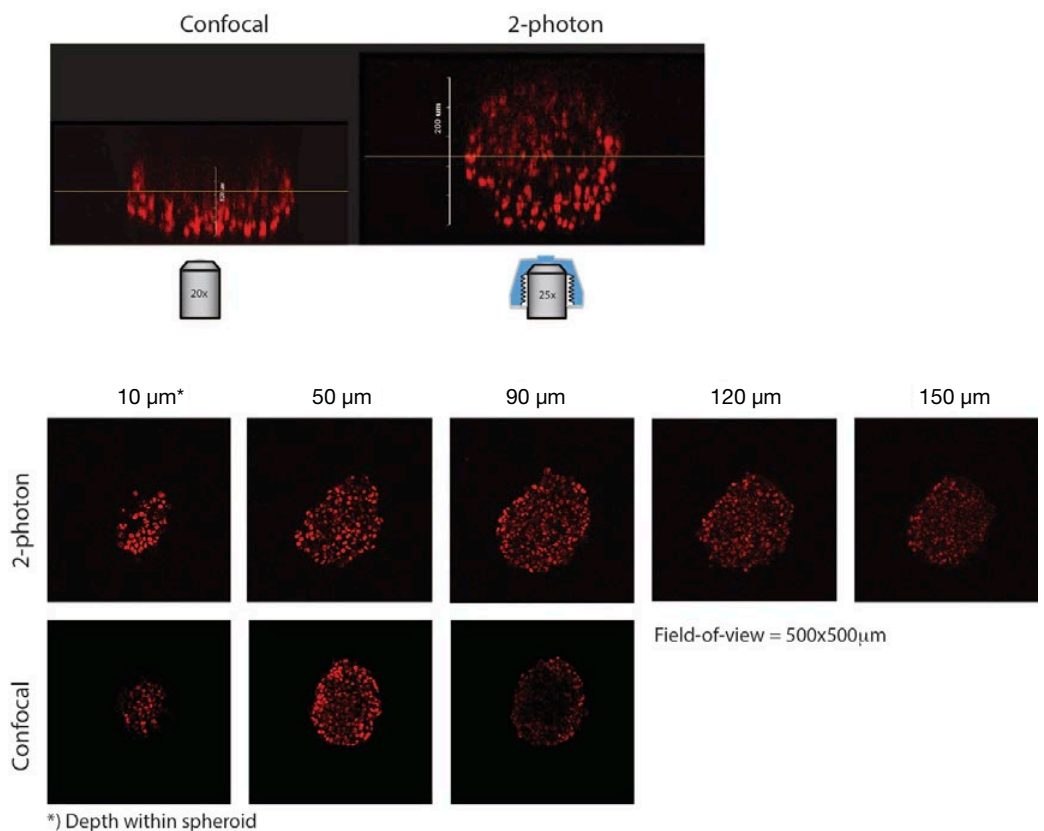 Confocal
2-photon
200 um
20x
25x
10 µm*
50 µm
90 µm
120 µm
150 µm
2-photon
Field-of-view = 500x500µm
Confocal
*) Depth within spheroid